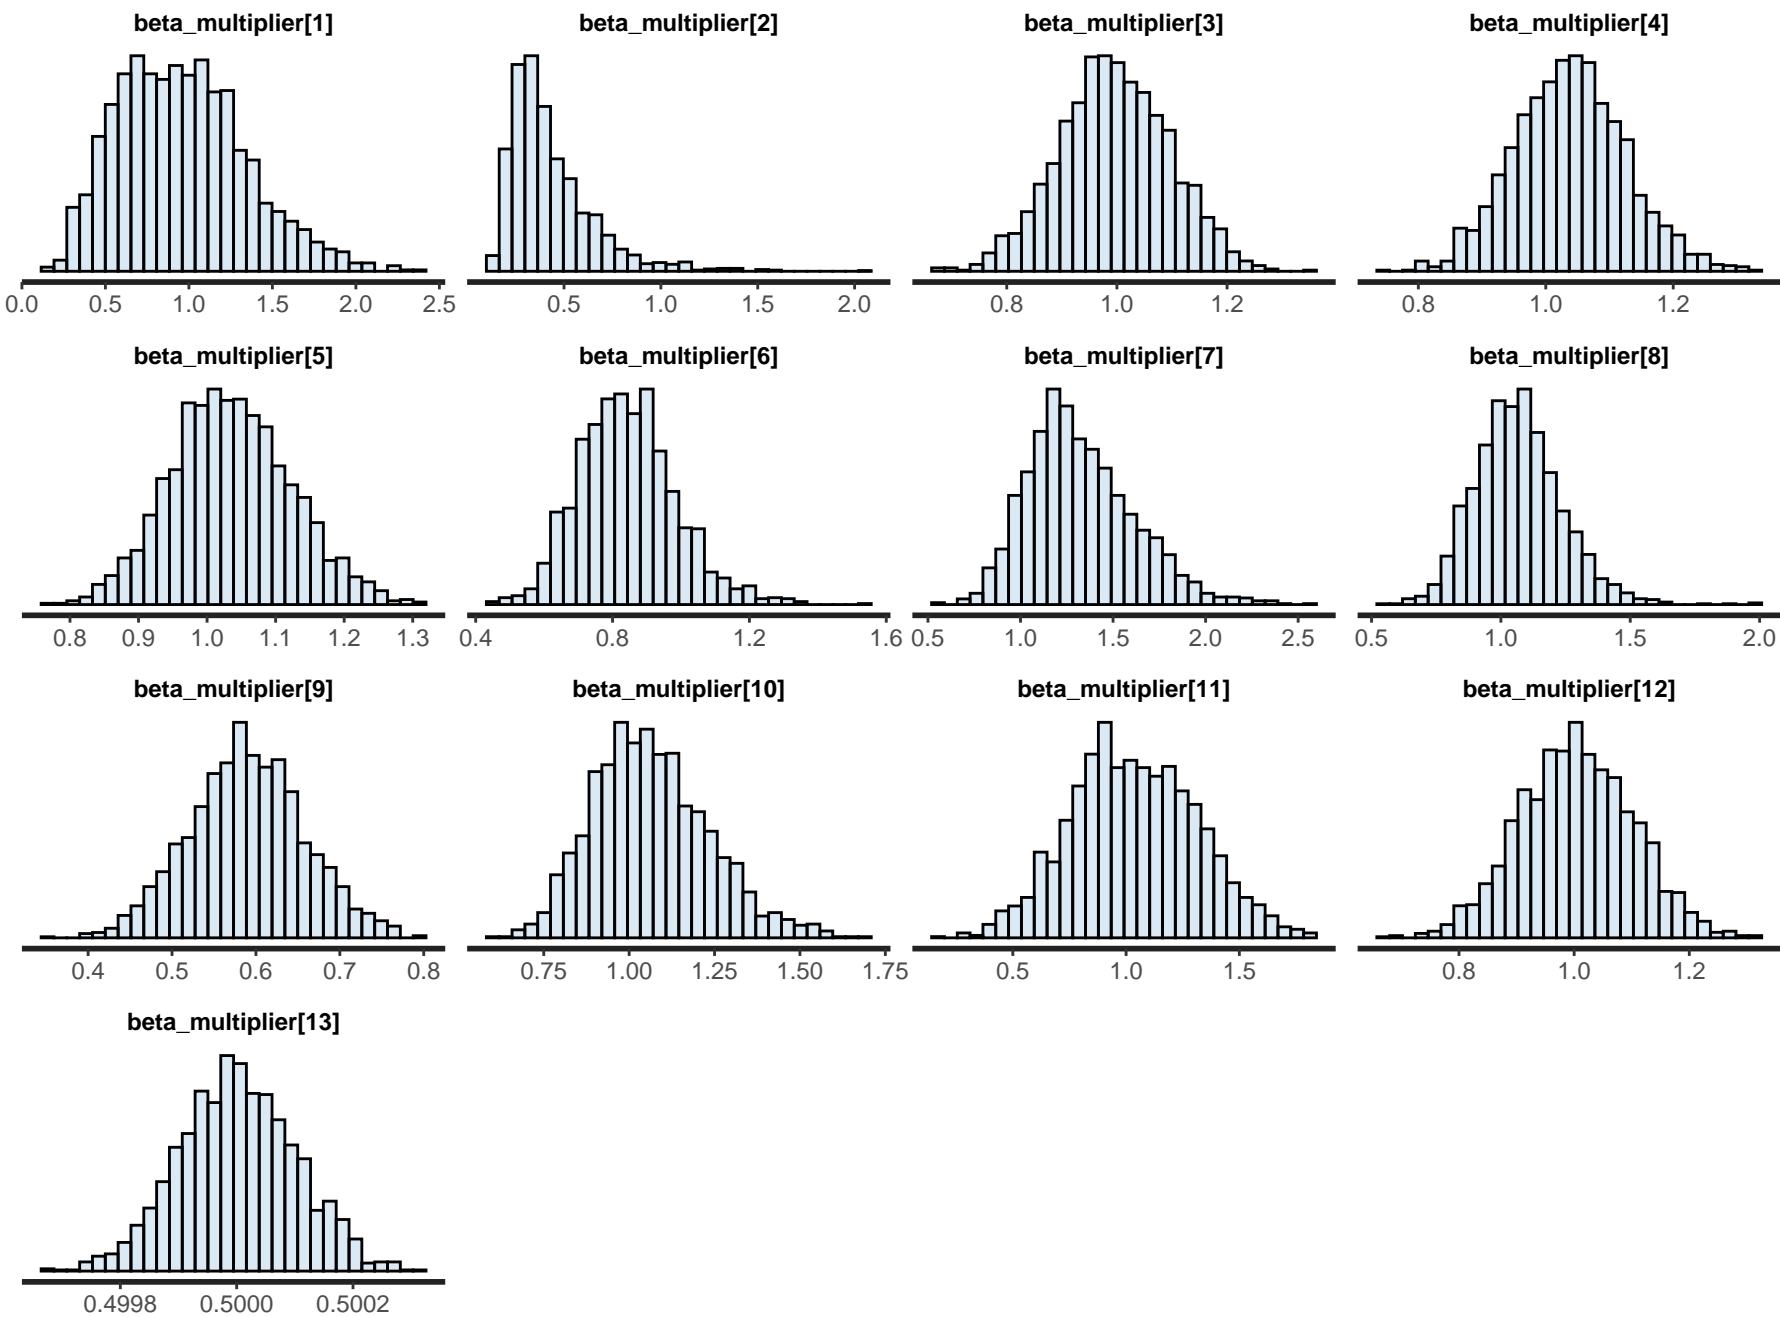 beta_multiplier[1] beta_multiplier[2] beta_multiplier[3] beta_multiplier[4]
0.0 0.5 1.0 1.5 2.0 2.5 0.5 1.0 1.5 2.0 0.8 1.0 1.2 0.8 1.0 1.2
beta_multiplier[5] beta_multiplier[6] beta_multiplier[7] beta_multiplier[8]
0.8 0.9 1.0 1.1 1.2 1.3 0.4 0.8 1.2 1.6 0.5 1.0 1.5 2.0 2.5 0.5 1.0 1.5 2.0
beta_multiplier[9] beta_multiplier[10] beta_multiplier[11] beta_multiplier[12]
0.4 0.5 0.6 0.7 0.8 0.75 1.00 1.25 1.50 1.75 0.5 1.0 1.5 0.8 1.0 1.2
beta_multiplier[13]
0.4998 0.5000 0.5002